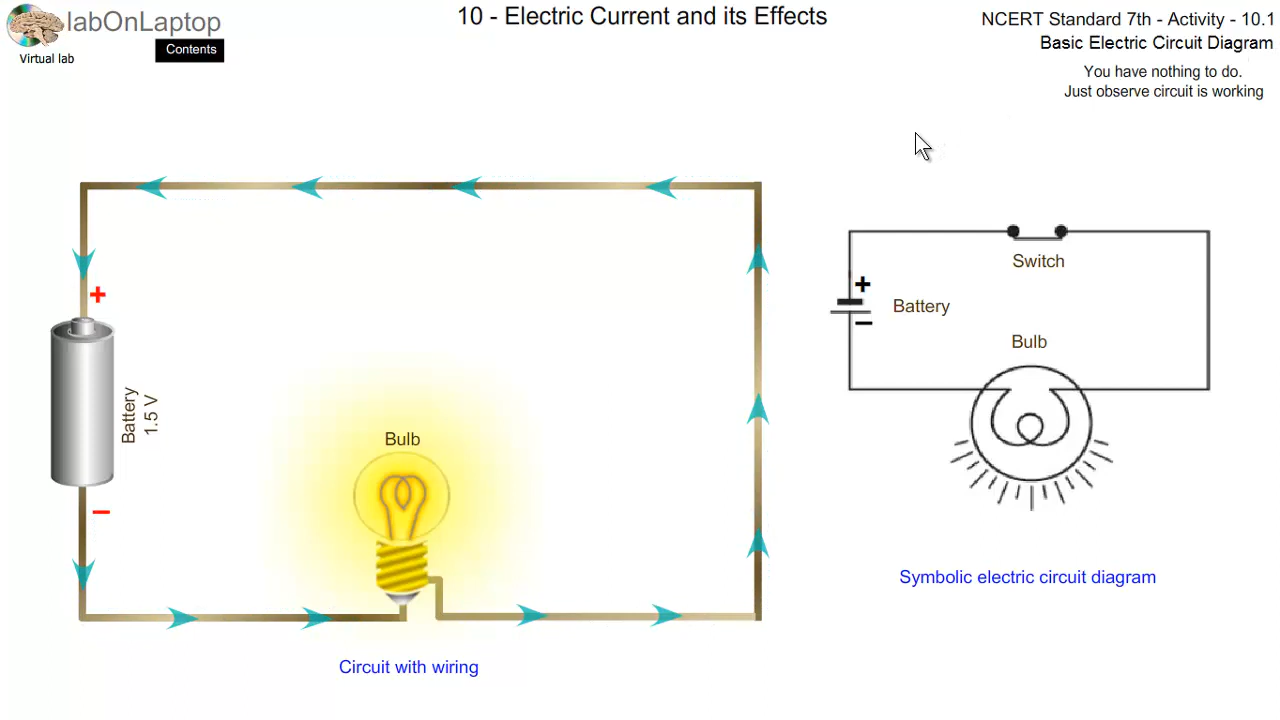 labOnLaptop
Virtual lab
Contents
10 - Electric Current and its Effects
NCERT Standard 7th - Activity - 10.1
Basic Electric Circuit Diagram
You have nothing to do.
Just observe circuit is working
+
Battery
1.5 V
−
Bulb
Circuit with wiring
Switch
+
Battery
−
Bulb
Symbolic electric circuit diagram